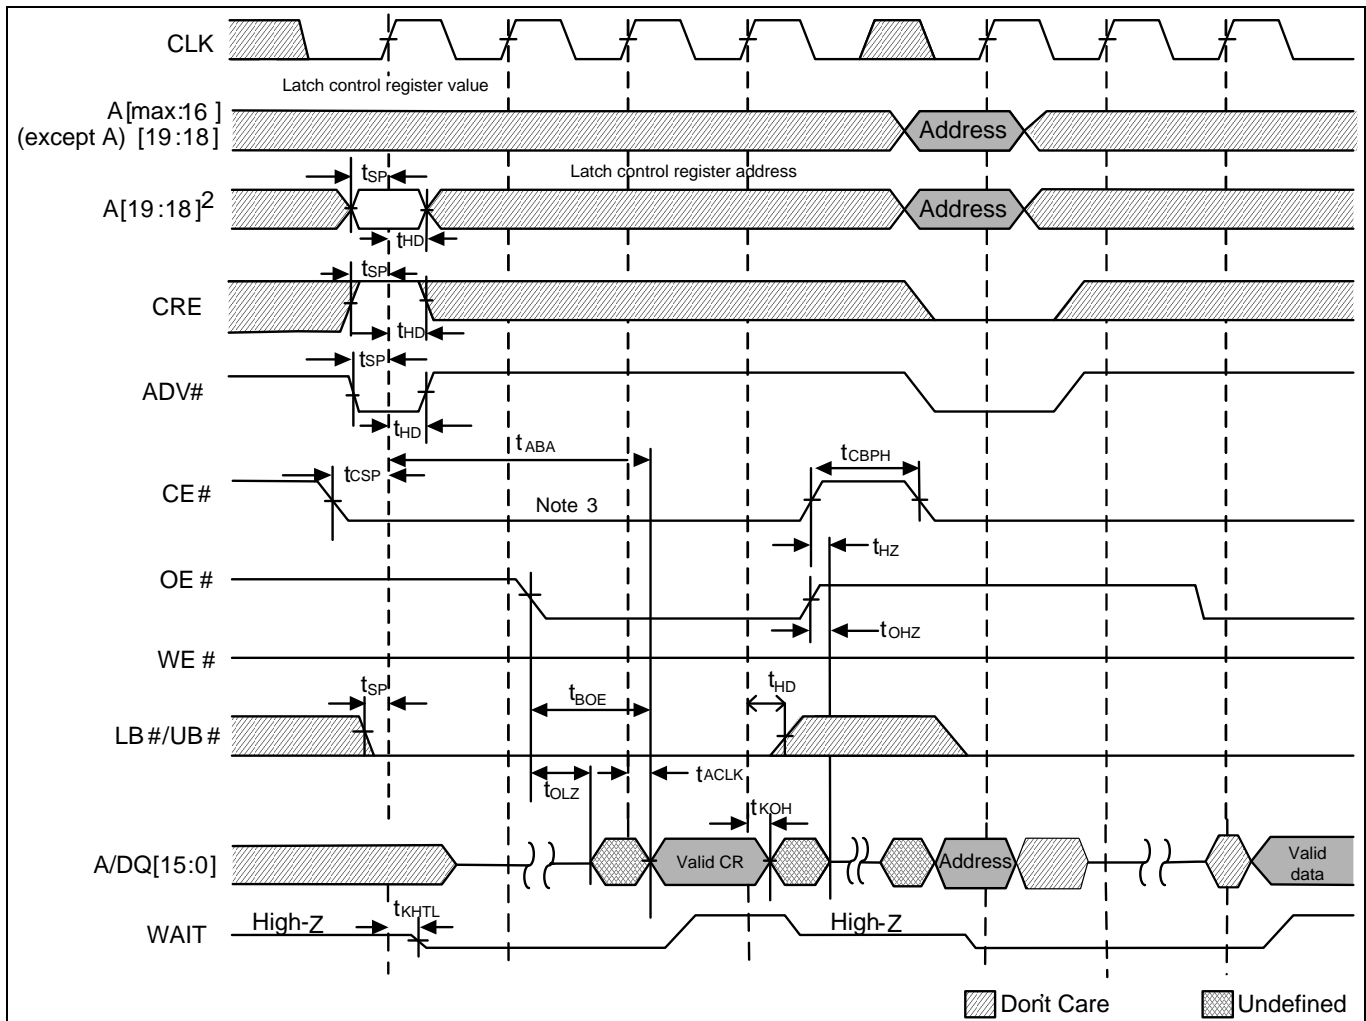 CLK
Latch control register value
A[max:16]
(except A) [19:18]
Address
Latch control register address
tSP
A[19:18]2
Address
tHD
tSP
CRE
tHD
tSP
ADV#
tHD
tABA
tCBPH
tCSP
CE#
Note 3
tHZ
OE #
tOHZ
WE #
tSP
tHD
tBOE
LB #/UB #
tACLK
tOLZ
tKOH
A/DQ[15:0]
Valid CR
Address
Valid
data
tKHTL
High-Z
High-Z
WAIT
Don't Care
Undefined